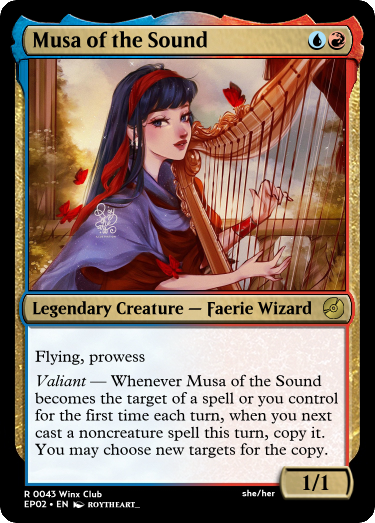 Musa of the Sound
Legendary Creature — Faerie Wizard
Flying, prowess
Valiant — Whenever Musa of the Sound
becomes the target of a spell or you control
for the first time each turn, when you next
cast a noncreature spell this turn, copy it.
You may choose new targets for the copy.
1/1
R 0043 Winx Club
she/her
EP02 • EN ROYTHEART_